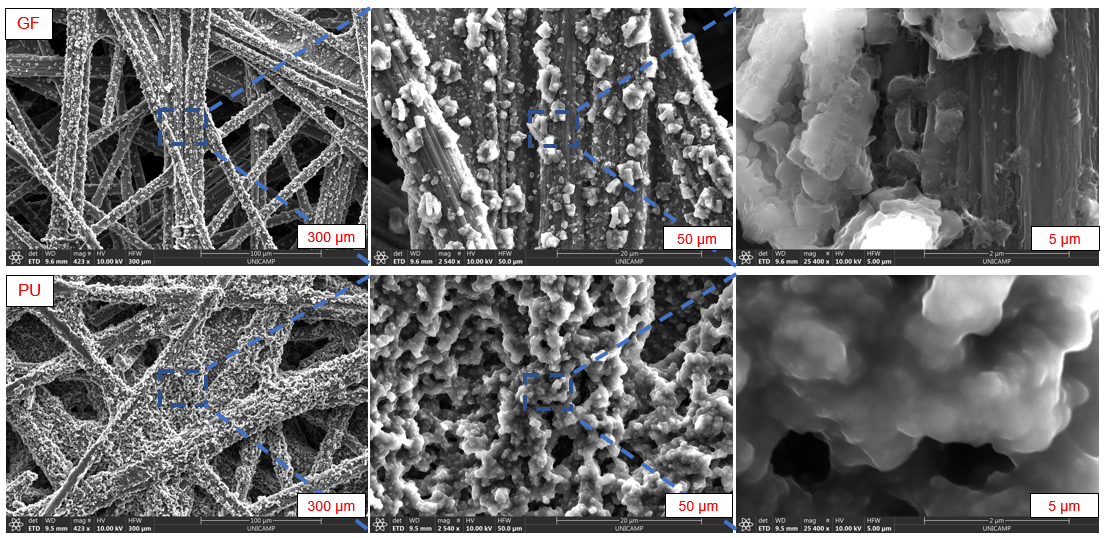 GF
300 µm
50 µm
5 µm
det WD mag HV HFW 100 µm
ETD 9.6 mm 423 x 10.00 kV 300 µm UNICAMP
det WD mag HV HFW 20 µm
ETD 9.6 mm 2 540 x 10.00 kV 50.0 µm UNICAMP
det WD mag HV HFW 2 µm
ETD 9.6 mm 25 400 x 10.00 kV 5.00 µm UNICAMP
PU
300 µm
50 µm
5 µm
det WD mag HV HFW 100 µm
ETD 9.5 mm 423 x 10.00 kV 300 µm UNICAMP
det WD mag HV HFW 20 µm
ETD 9.5 mm 2 540 x 10.00 kV 50.0 µm UNICAMP
det WD mag HV HFW 2 µm
ETD 9.5 mm 25 400 x 10.00 kV 5.00 µm UNICAMP